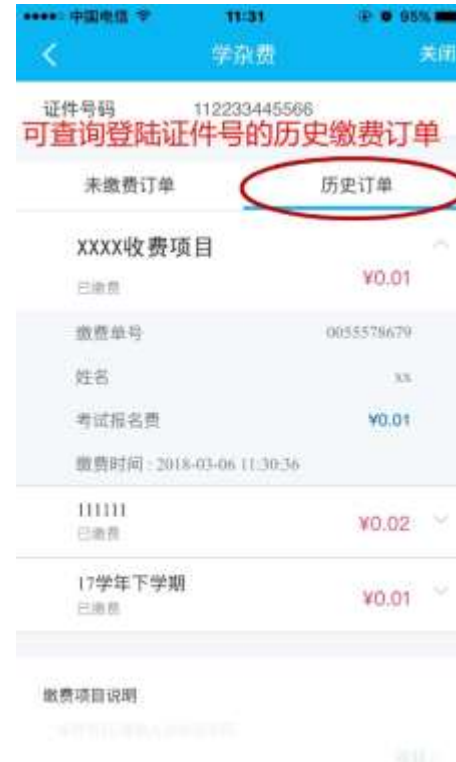 中国电信 11:31 95%
学杂费 关闭
证件号码 112233445566
可查询登陆证件号的历史缴费订单
未缴费订单 历史订单
XXXX收费项目
已缴费 ¥0.01
缴费单号 0055578679
姓名 xx
考试报名费 ¥0.01
缴费时间：2018-03-06 11:30:36
111111
已缴费 ¥0.02
17学年下学期
已缴费 ¥0.01
缴费项目说明